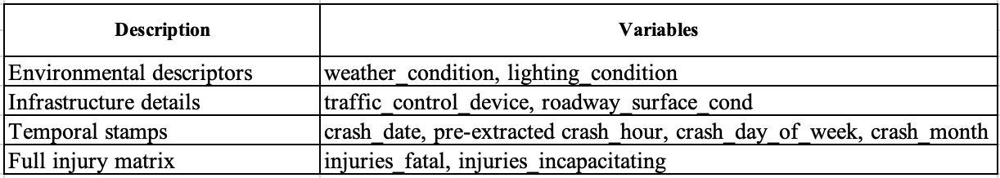 Description Variables
Environmental descriptors weather_condition, lighting_condition
Infrastructure details traffic_control_device, roadway_surface_cond
Temporal stamps crash_date, pre-extracted crash_hour, crash_day_of_week, crash_month
Full injury matrix injuries_fatal, injuries_incapacitating